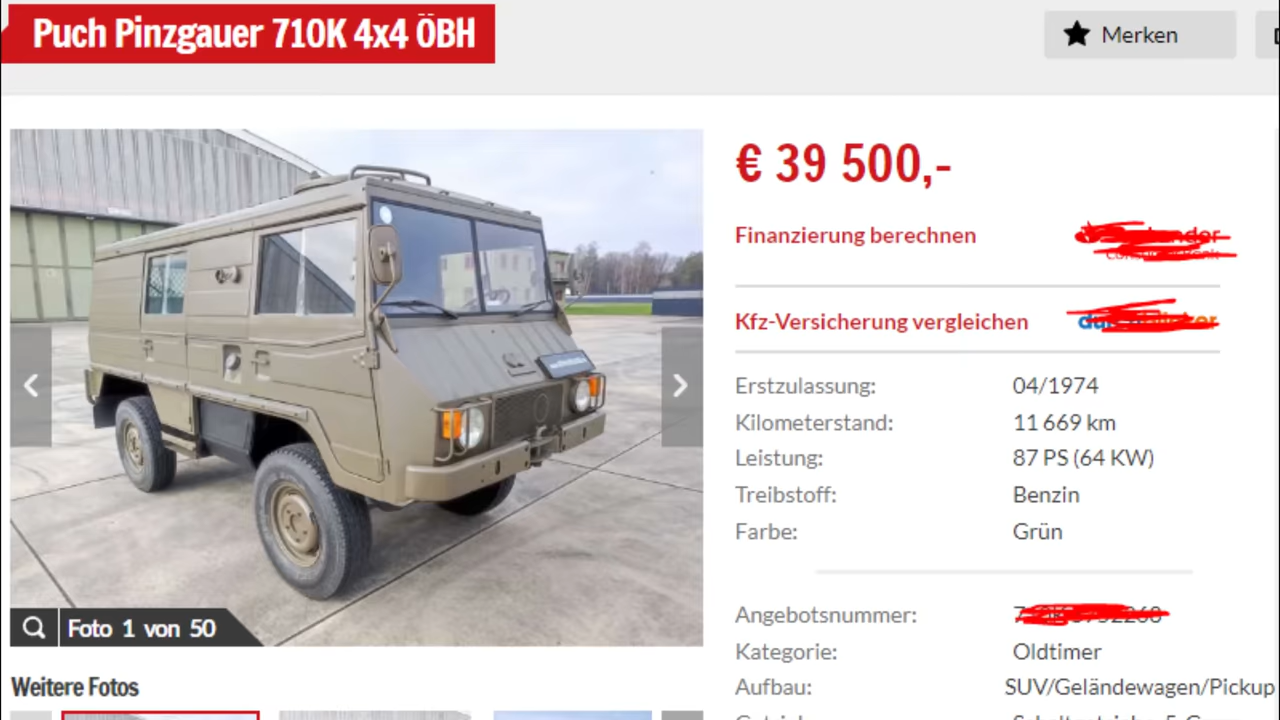 Puch Pinzgauer 710K 4x4 ÖBH
Merken
€ 39 500,-
Finanzierung berechnen
Kfz-Versicherung vergleichen
Erstzulassung: 04/1974
Kilometerstand: 11 669 km
Leistung: 87 PS (64 KW)
Treibstoff: Benzin
Farbe: Grün
Angebotsnummer:
Kategorie: Oldtimer
Aufbau: SUV/Geländewagen/Pickup
Foto 1 von 50
Weitere Fotos